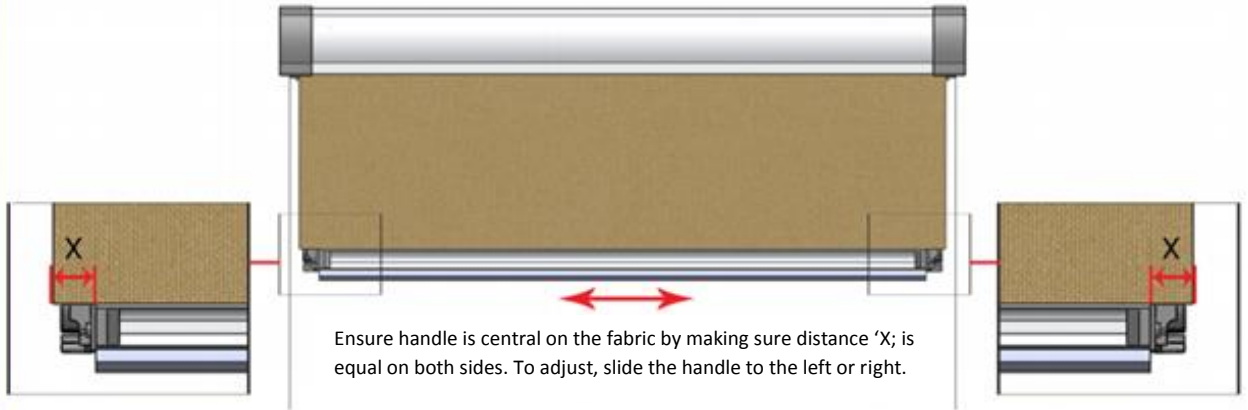 X
X
Ensure handle is central on the fabric by making sure distance ‘X; is
equal on both sides. To adjust, slide the handle to the left or right.